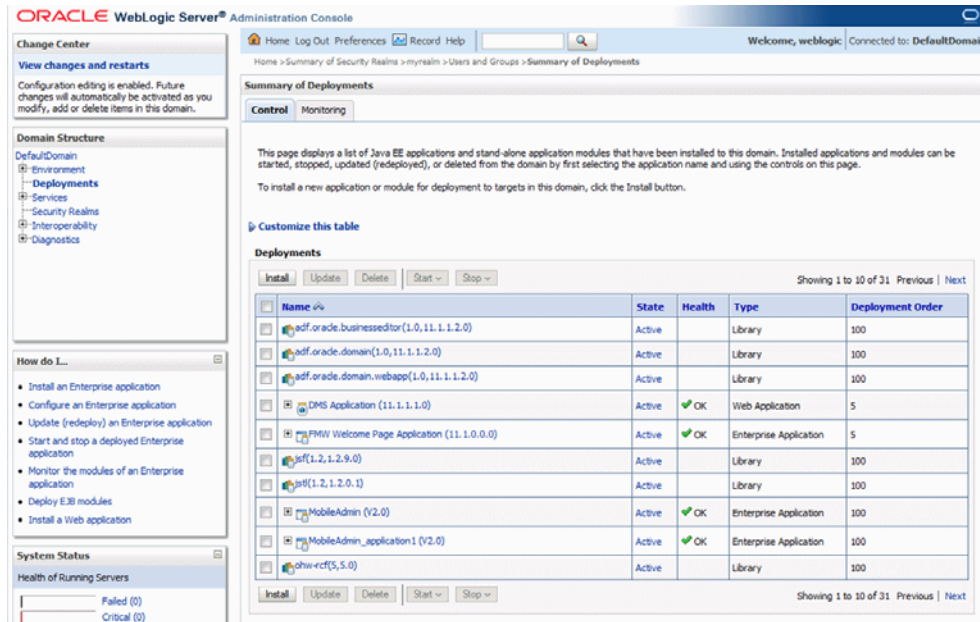 ORACLE WebLogic Server® Administration Console
Change Center
View changes and restarts
Configuration editing is enabled. Future
changes will automatically be activated as you
modify, add or delete items in this domain.
Domain Structure
DefaultDomain
Environment
Deployments
Services
Security Realms
Interoperability
Diagnostics
How do I...
Install an Enterprise application
Configure an Enterprise application
Update (redeploy) an Enterprise application
Start and stop a deployed Enterprise
application
Monitor the modules of an Enterprise
application
Deploy EJB modules
Install a Web application
System Status
Health of Running Servers
Failed (0)
Critical (0)
Home Log Out Preferences Record Help
Welcome, weblogic Connected to: DefaultDomai
Home >Summary of Security Realms >myrealm >Users and Groups >Summary of Deployments
Summary of Deployments
Control Monitoring
This page displays a list of Java EE applications and stand-alone application modules that have been installed to this domain. Installed applications and modules can be
started, stopped, updated (redeployed), or deleted from the domain by first selecting the application name and using the controls on this page.
To install a new application or module for deployment to targets in this domain, click the Install button.
Customize this table
Deployments
Install Update Delete Start Stop Showing 1 to 10 of 31 Previous | Next
Name State Health Type Deployment Order
adf.oracle.businesseditor(1.0,11.1.1.2.0) Active Library 100
adf.oracle.domain(1.0,11.1.1.2.0) Active Library 100
adf.oracle.domain.webapp(1.0,11.1.1.2.0) Active Library 100
DMS Application (11.1.1.1.0) Active OK Web Application 5
FMW Welcome Page Application (11.1.0.0.0) Active OK Enterprise Application 5
jsf(1.2,1.2.9.0) Active Library 100
jstl(1.2,1.2.0.1) Active Library 100
MobileAdmin (V2.0) Active OK Enterprise Application 100
MobileAdmin_application1 (V2.0) Active OK Enterprise Application 100
ohw-rcf(5,5.0) Active Library 100
Install Update Delete Start Stop Showing 1 to 10 of 31 Previous | Next